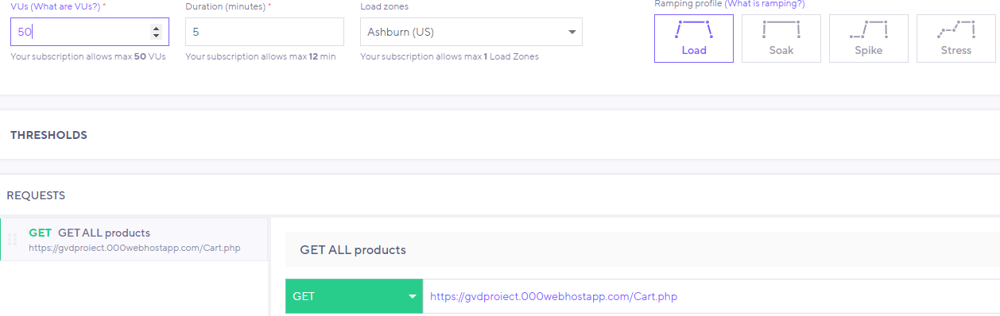 VUs (What are VUs?) *
Duration (minutes) *
Load zones
Ramping profile (What is ramping?)
50
5
Ashburn (US)
Load
Soak
Spike
Stress
Your subscription allows max 50 VUs
Your subscription allows max 12 min
Your subscription allows max 1 Load Zones
THRESHOLDS
REQUESTS
GET GET ALL products
https://gvdproiect.000webhostapp.com/Cart.php
GET ALL products
GET
https://gvdproiect.000webhostapp.com/Cart.php